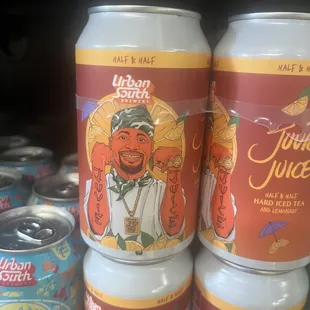 HALF & HALF
Urban
South
BREWERY
JUVIE
JUICE
HALF & H
JUICE
HALF & HALF
HARD ICED TEA
AND LEMONADE
Urban
South
HALF & HALF